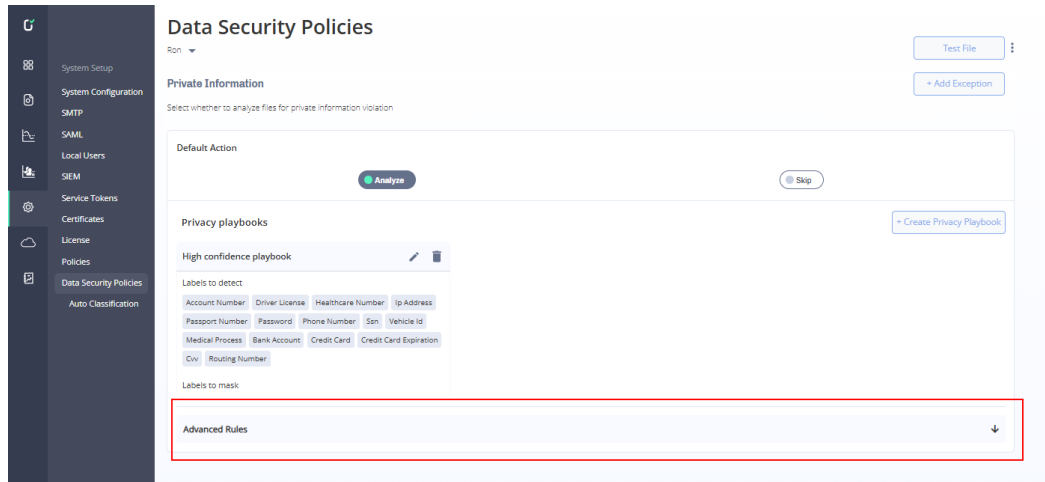 Data Security Policies
Ron
Test File
System Setup
System Configuration
SMTP
SAML
Local Users
SIEM
Service Tokens
Certificates
License
Policies
Data Security Policies
Auto Classification
Private Information
+ Add Exception
Select whether to analyze files for private information violation
Default Action
Analyze
Skip
Privacy playbooks
+ Create Privacy Playbook
High confidence playbook
Labels to detect
Account Number Driver License Healthcare Number Ip Address
Passport Number Password Phone Number Ssn Vehicle Id
Medical Process Bank Account Credit Card Credit Card Expiration
Cvv Routing Number
Labels to mask
Advanced Rules